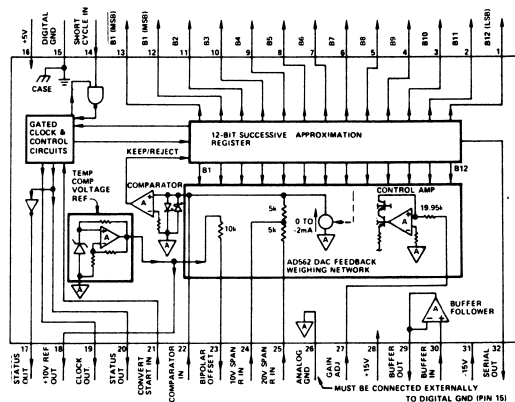 +5V
DIGITAL GND
SHORT CYCLE IN
B1 (MSB)
B1 (MSB)
B2
B3
B4
B5
B6
B7
B8
B9
B10
B11
B12 (LSB)
16
15
14
13
12
11
10
9
8
7
6
5
4
3
2
1
CASE
GATED CLOCK & CONTROL CIRCUITS
12-BIT SUCCESSIVE APPROXIMATION REGISTER
KEEP/REJECT
B1
B12
TEMP COMP VOLTAGE REF
COMPARATOR
A
A
A
A
A
10k
5k
5k
0 TO -2mA
A
CONTROL AMP
A
19.95k
A
AD562 DAC FEEDBACK WEIGHING NETWORK
A
A
BUFFER FOLLOWER
17
18
19
20
21
22
23
24
25
26
27
28
29
30
31
32
STATUS OUT
+10V REF OUT
CLOCK OUT
STATUS OUT
CONVERT START IN
COMPARATOR IN
BIPOLAR OFFSET
10V SPAN R IN
20V SPAN R IN
ANALOG GND
GAIN ADJ
+15V
BUFFER OUT
BUFFER IN
-15V
SERIAL OUT
MUST BE CONNECTED EXTERNALLY TO DIGITAL GND (PIN 15)